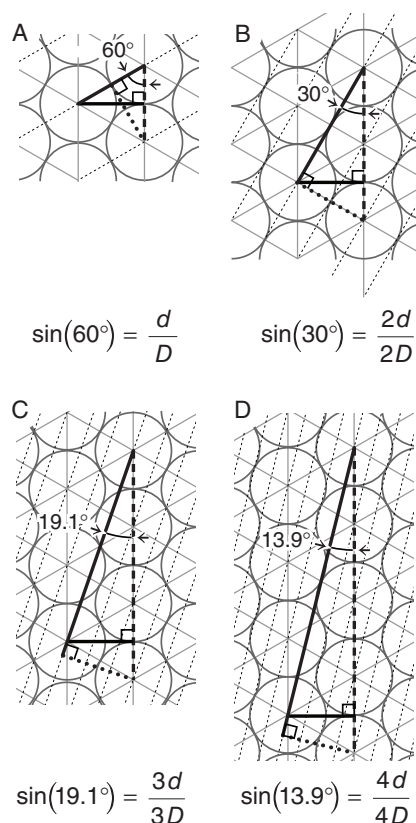 A
60°
B
30°
sin(60°) = d/D
sin(30°) = 2d/2D
C
19.1°
D
13.9°
sin(19.1°) = 3d/3D
sin(13.9°) = 4d/4D